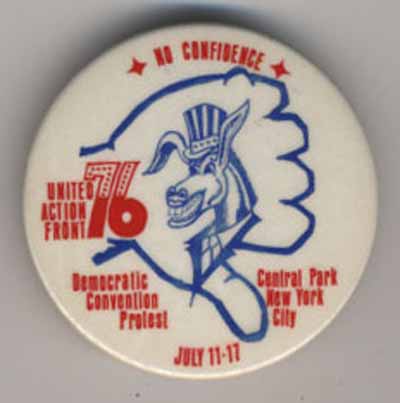 NO CONFIDENCE
UNITED
ACTION
FRONT
76
Democratic
Convention
Protest
Central Park
New York
City
JULY 11-17